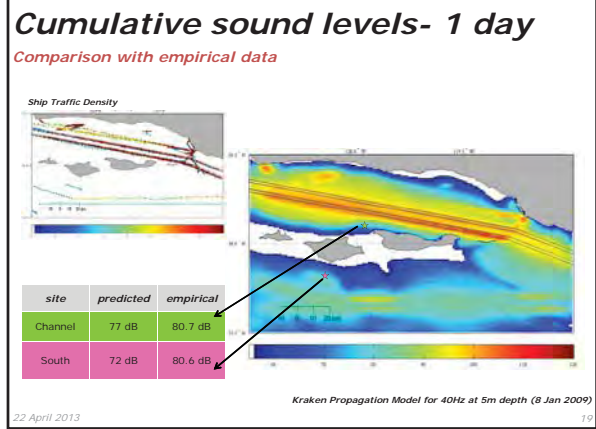 Cumulative sound levels- 1 day
Comparison with empirical data
Ship Traffic Density
site predicted empirical
Channel 77 dB 80.7 dB
South 72 dB 80.6 dB
Kraken Propagation Model for 40Hz at 5m depth (8 Jan 2009)
22 April 2013
19